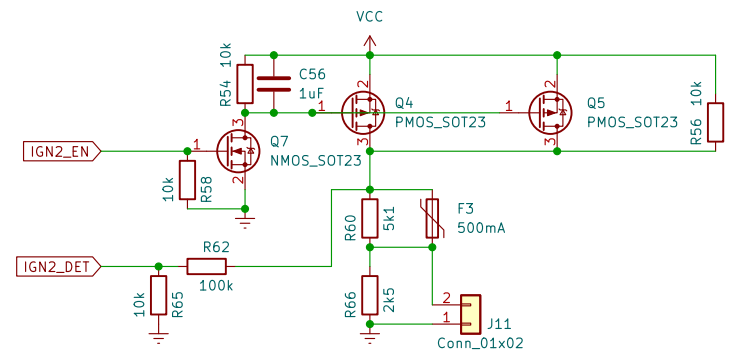 VCC
10k
R54
C56
1uF
2
1
3
Q4
PMOS_SOT23
2
1
3
Q5
PMOS_SOT23
10k
R56
IGN2_EN
1
3
2
Q7
NMOS_SOT23
10k
R58
R60
5k1
F3
500mA
IGN2_DET
R62
100k
10k
R65
R66
2k5
2
1
J11
Conn_01x02